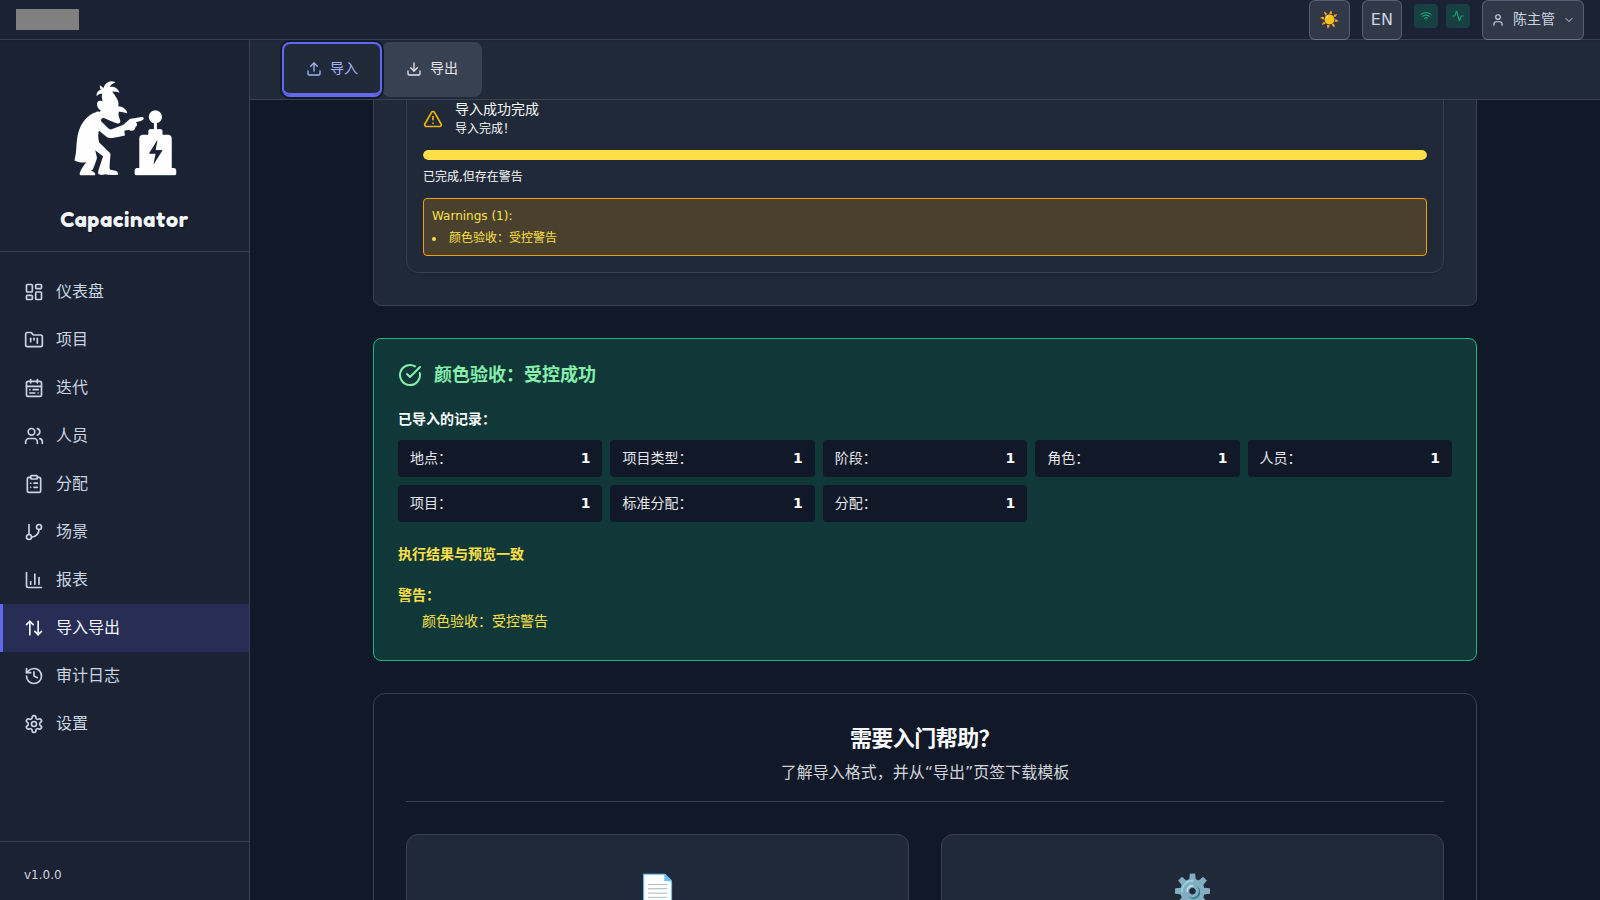 EN
陈主管
导入
导出
Capacinator
仪表盘
项目
迭代
人员
分配
场景
报表
导入导出
审计日志
设置
v1.0.0
导入成功完成
导入完成！
已完成,但存在警告
Warnings (1):
颜色验收：受控警告
颜色验收：受控成功
已导入的记录：
地点： 1
项目类型： 1
阶段： 1
角色： 1
人员： 1
项目： 1
标准分配： 1
分配： 1
执行结果与预览一致
警告：
颜色验收：受控警告
需要入门帮助？
了解导入格式，并从“导出”页签下载模板